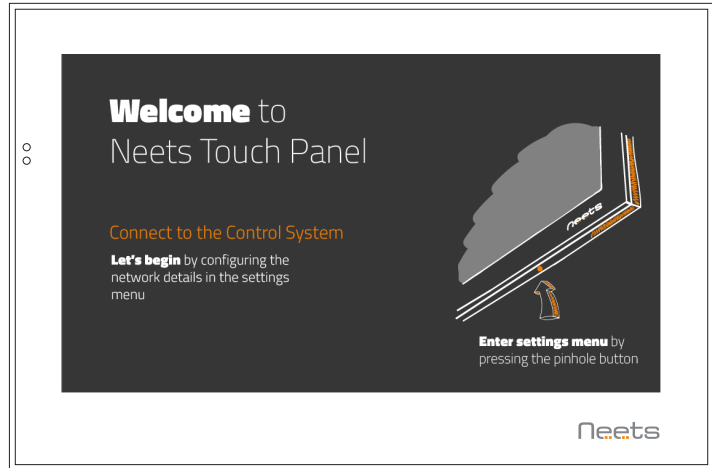 Welcome to
Neets Touch Panel
Connect to the Control System
Let's begin by configuring the
network details in the settings
menu
neets
Enter settings menu by
pressing the pinhole button
neets